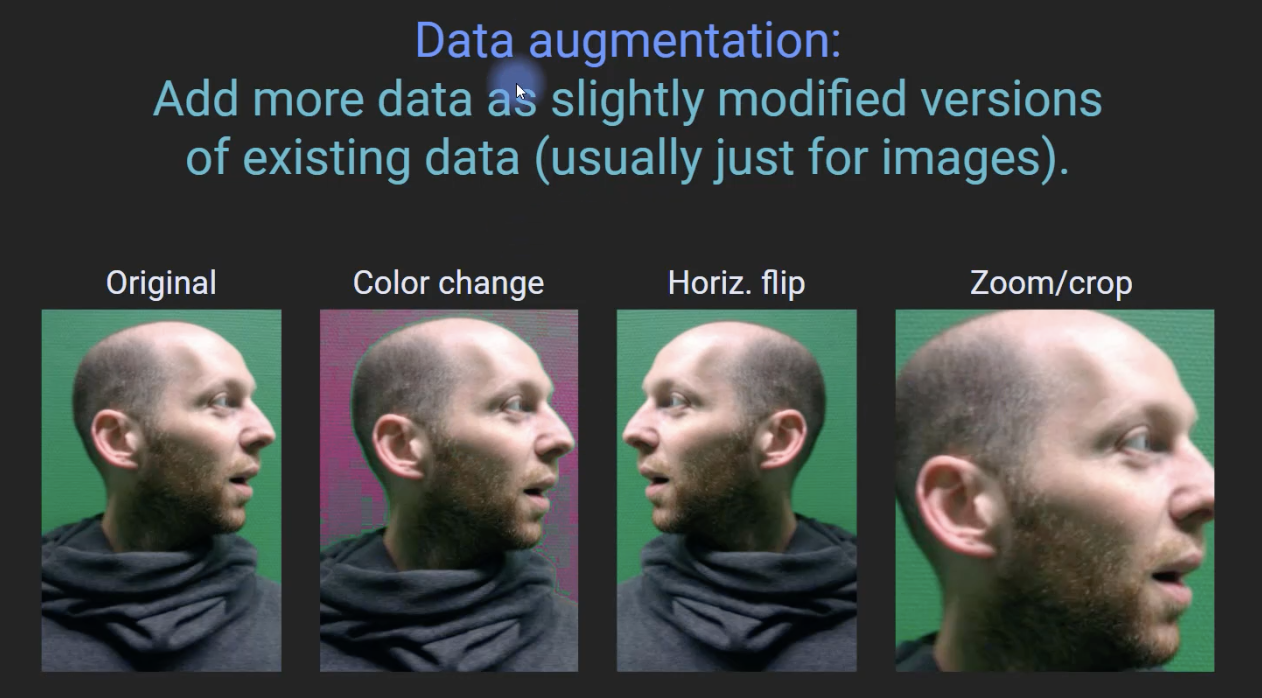 Data augmentation:
Add more data as slightly modified versions
of existing data (usually just for images).
Original
Color change
Horiz. flip
Zoom/crop